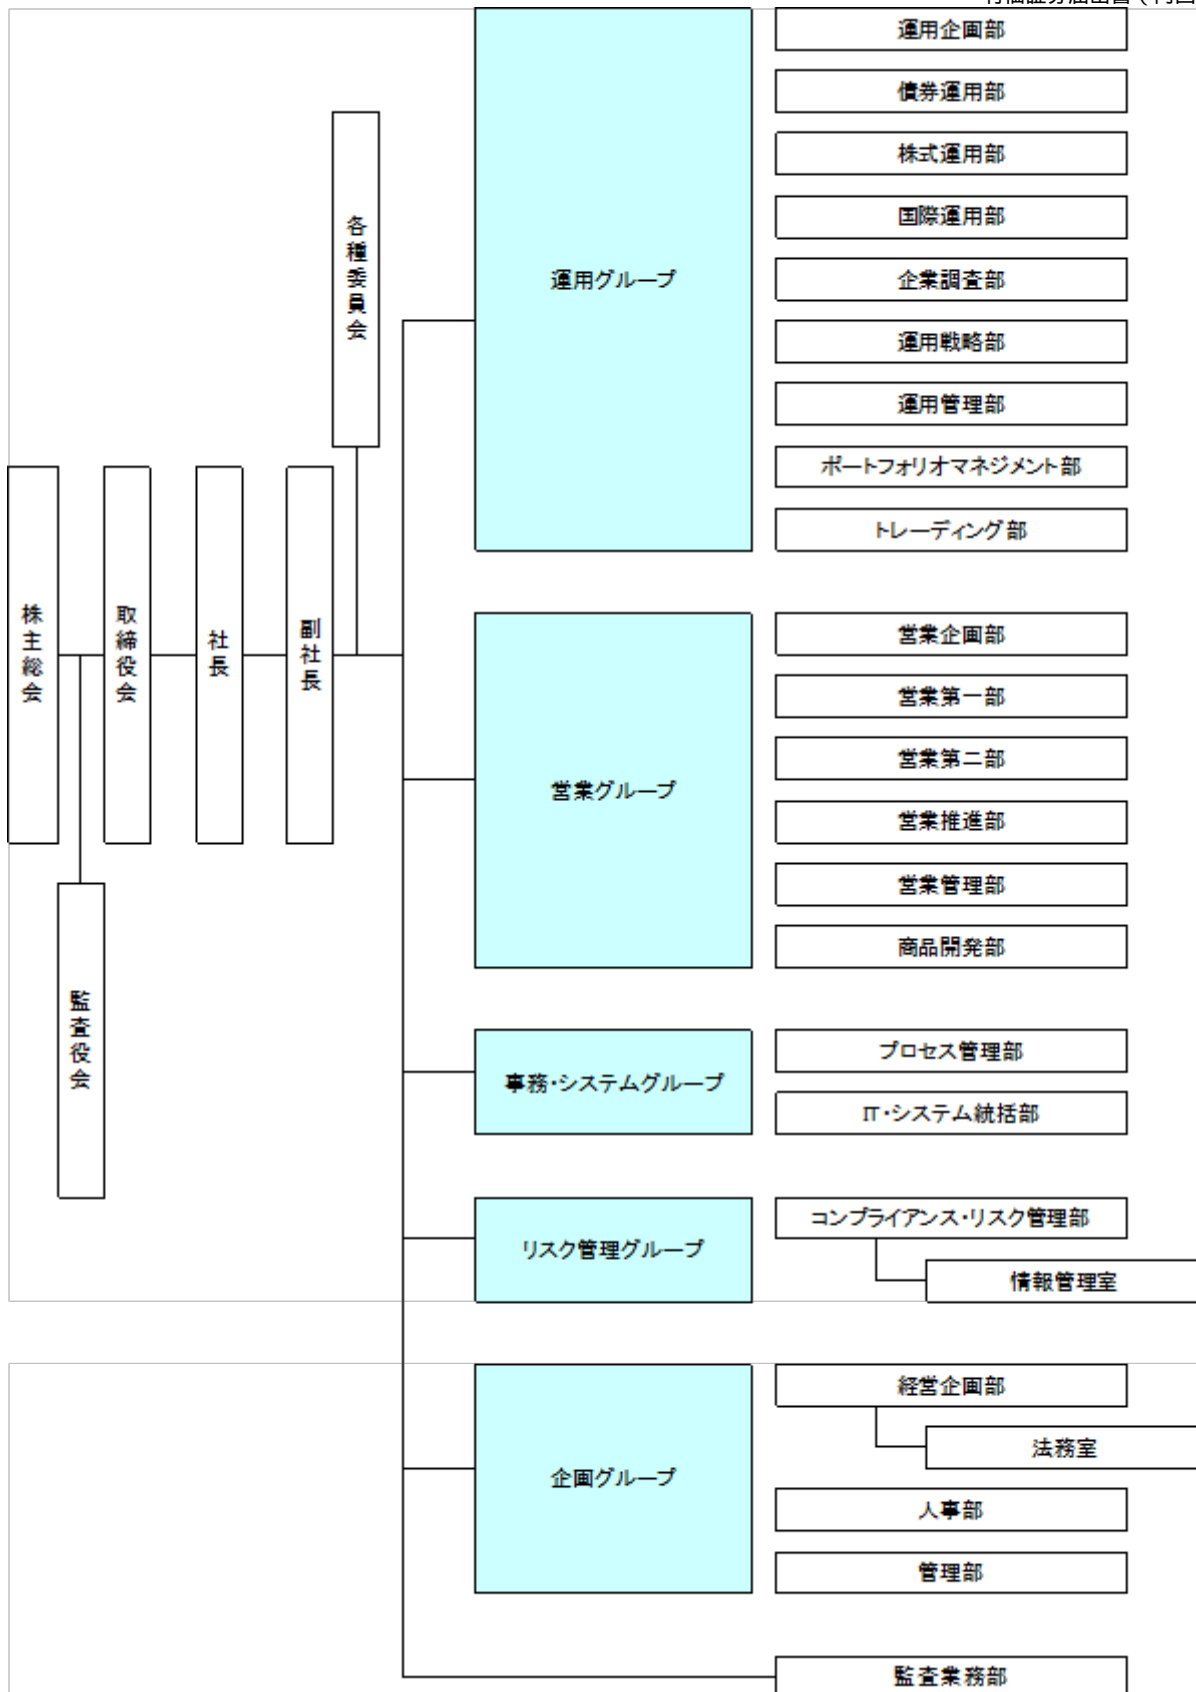 運用企画部
債券運用部
株式運用部
国際運用部
企業調査部
運用戦略部
運用管理部
ポートフォリオマネジメント部
トレーディング部
運用グループ
各種委員会
株主総会
取締役会
社長
副社長
監査役会
営業グループ
営業企画部
営業第一部
営業第二部
営業推進部
営業管理部
商品開発部
事務・システムグループ
プロセス管理部
IT・システム統括部
リスク管理グループ
コンプライアンス・リスク管理部
情報管理室
企画グループ
経営企画部
法務室
人事部
管理部
監査業務部